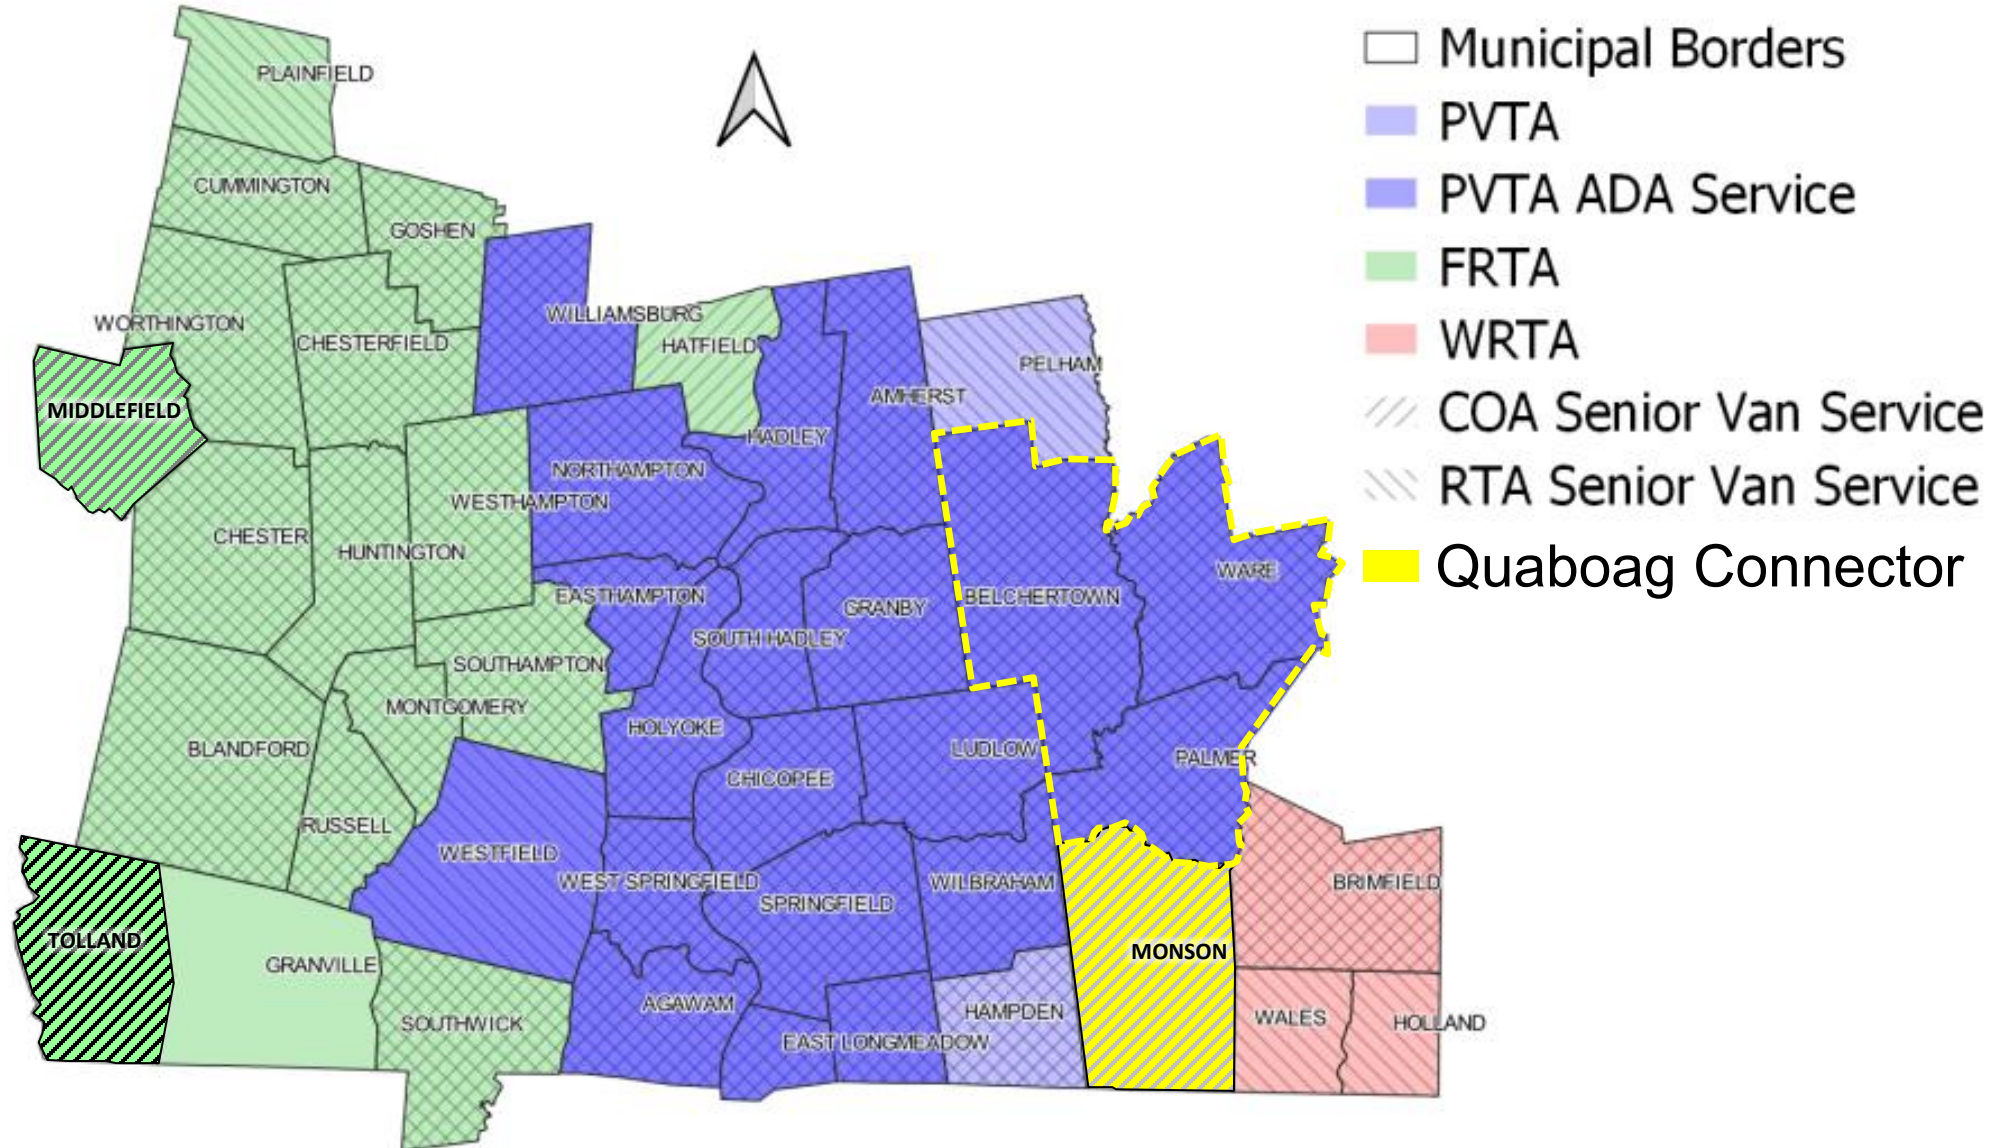 Municipal Borders
PVTA
PVTA ADA Service
FRTA
WRTA
COA Senior Van Service
RTA Senior Van Service
Quaboag Connector
PLAINFIELD
CUMMINGTON
GOSHEN
WORTHINGTON
CHESTERFIELD
WILLIAMSBURG
HATFIELD
PELHAM
AMHERST
MIDDLEFIELD
HADLEY
NORTHAMPTON
WESTHAMPTON
CHESTER
HUNTINGTON
WARE
EASTHAMPTON
GRANBY
BELCHERTOWN
SOUTH HADLEY
SOUTHAMPTON
MONTGOMERY
HOLYOKE
BLANDFORD
LUDLOW
PALMER
CHICOPEE
RUSSELL
WESTFIELD
WEST SPRINGFIELD
WILBRAHAM
BRIMFIELD
SPRINGFIELD
TOLLAND
MONSON
GRANVILLE
AGAWAM
HAMPDEN
WALES
HOLLAND
SOUTHWICK
EAST LONGMEADOW